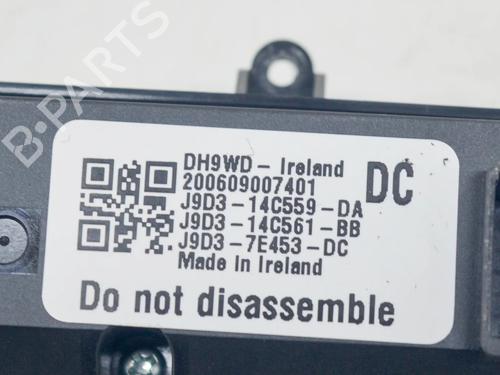 B-PARTS
DH9WD - Ireland
DC
200609007401
J9D3-14C559-DA
J9D3-14C561-BB
J9D3-7E453-DC
Made in Ireland
Do not disassemble